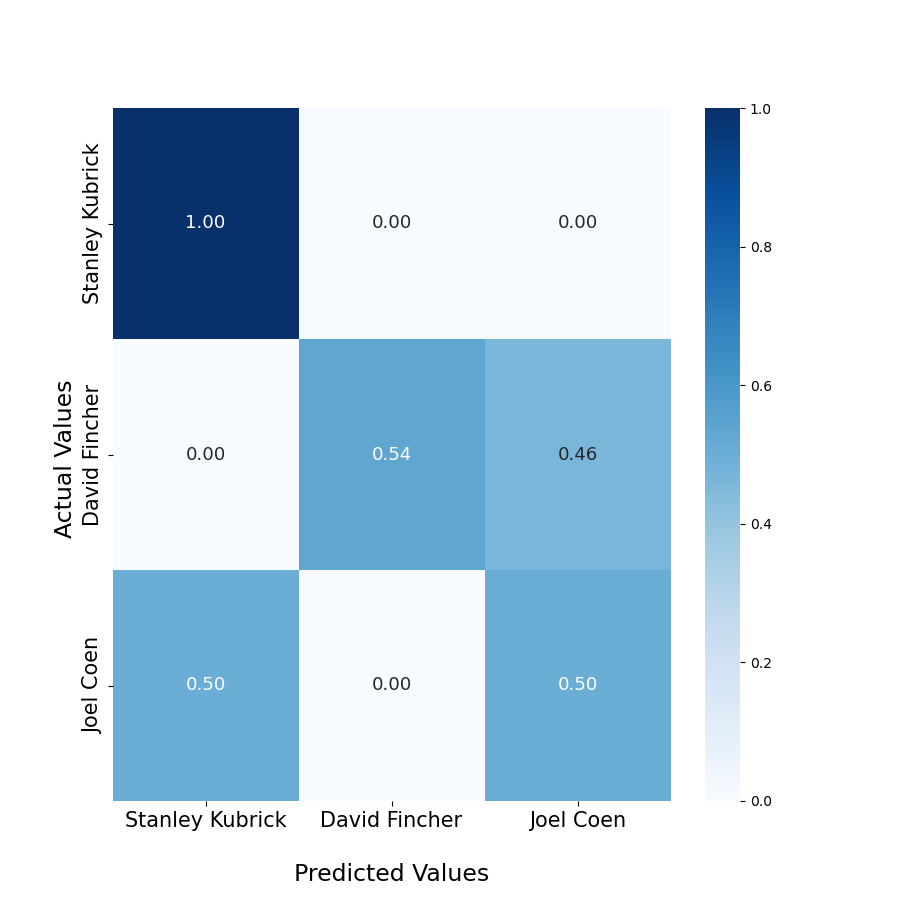 Actual Values
Stanley Kubrick
David Fincher
Joel Coen
1.00 0.00 0.00
0.00 0.54 0.46
0.50 0.00 0.50
Stanley Kubrick David Fincher Joel Coen
Predicted Values
1.0
0.8
0.6
0.4
0.2
0.0